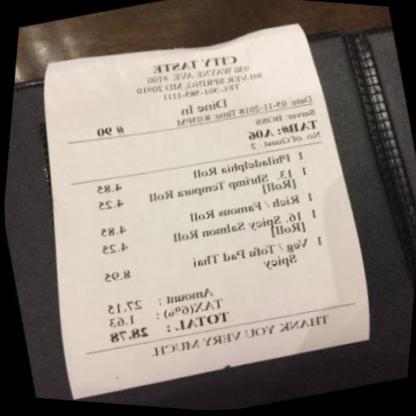 CITY TASTE
930 WAYNE AVE. #100
SILVER SPRING, MD 20910
TEL:301-585-1111
Dine In
Date: 05-11-2018 Time: 8:03PM
Server: BOSS
TAB#: A06 # 90
No. of Guest : 2
1 Philadelphia Roll 4.85
1 13. Shrimp Tempura Roll 4.25
[Roll]
1 Rich / Famous Roll 4.85
1 16. Spicy Salmon Roll 4.25
[Roll]
1 Veg / Tofu Pad Thai 8.95
Spicy
Amount : 27.15
TAX(6%) : 1.63
TOTAL : 28.78
THANK YOU VERY MUCH.